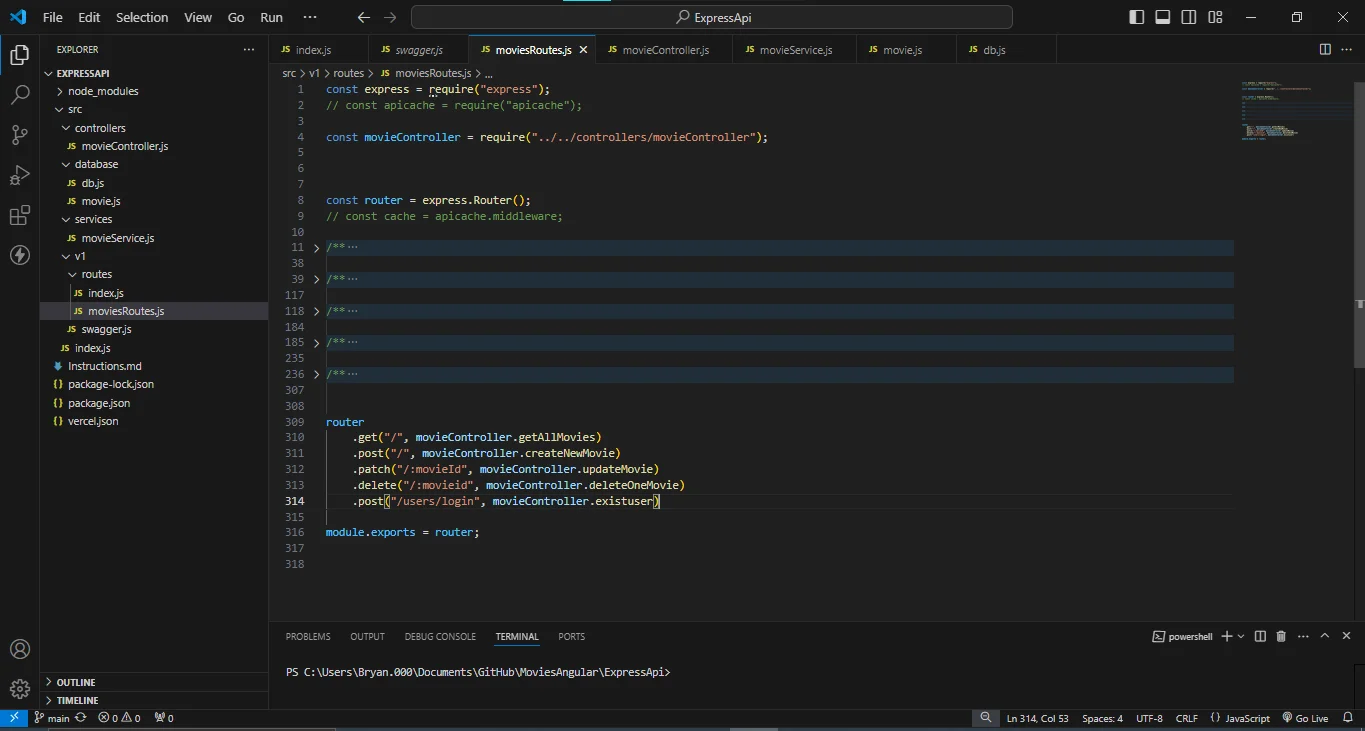 File Edit Selection View Go Run ··· ExpressApi
EXPLORER ···
EXPRESSAPI
node_modules
src
controllers
JS movieController.js
database
JS db.js
JS movie.js
services
JS movieService.js
v1
routes
JS index.js
JS moviesRoutes.js
JS swagger.js
JS index.js
Instructions.md
{} package-lock.json
{} package.json
{} vercel.json
OUTLINE
TIMELINE
JS index.js JS swagger.js JS moviesRoutes.js JS movieController.js JS movieService.js JS movie.js JS db.js ···
src > v1 > routes > JS moviesRoutes.js > ...
1 const express = require("express");
2 // const apicache = require("apicache");
3
4 const movieController = require("../../controllers/movieController");
5
6
7
8 const router = express.Router();
9 // const cache = apicache.middleware;
10
11 /** ···
38
39 /** ···
117
118 /** ···
184
185 /** ···
235
236 /** ···
307
308
309 router
310 .get("/", movieController.getAllMovies)
311 .post("/", movieController.createNewMovie)
312 .patch("/:movieId", movieController.updateMovie)
313 .delete("/:movieid", movieController.deleteOneMovie)
314 .post("/users/login", movieController.existuser)
315
316 module.exports = router;
317
318
PROBLEMS OUTPUT DEBUG CONSOLE TERMINAL PORTS powershell ···
PS C:\Users\Bryan.000\Documents\GitHub\MoviesAngular\ExpressApi>
main 0 0 0 Ln 314, Col 53 Spaces: 4 UTF-8 CRLF {} JavaScript Go Live